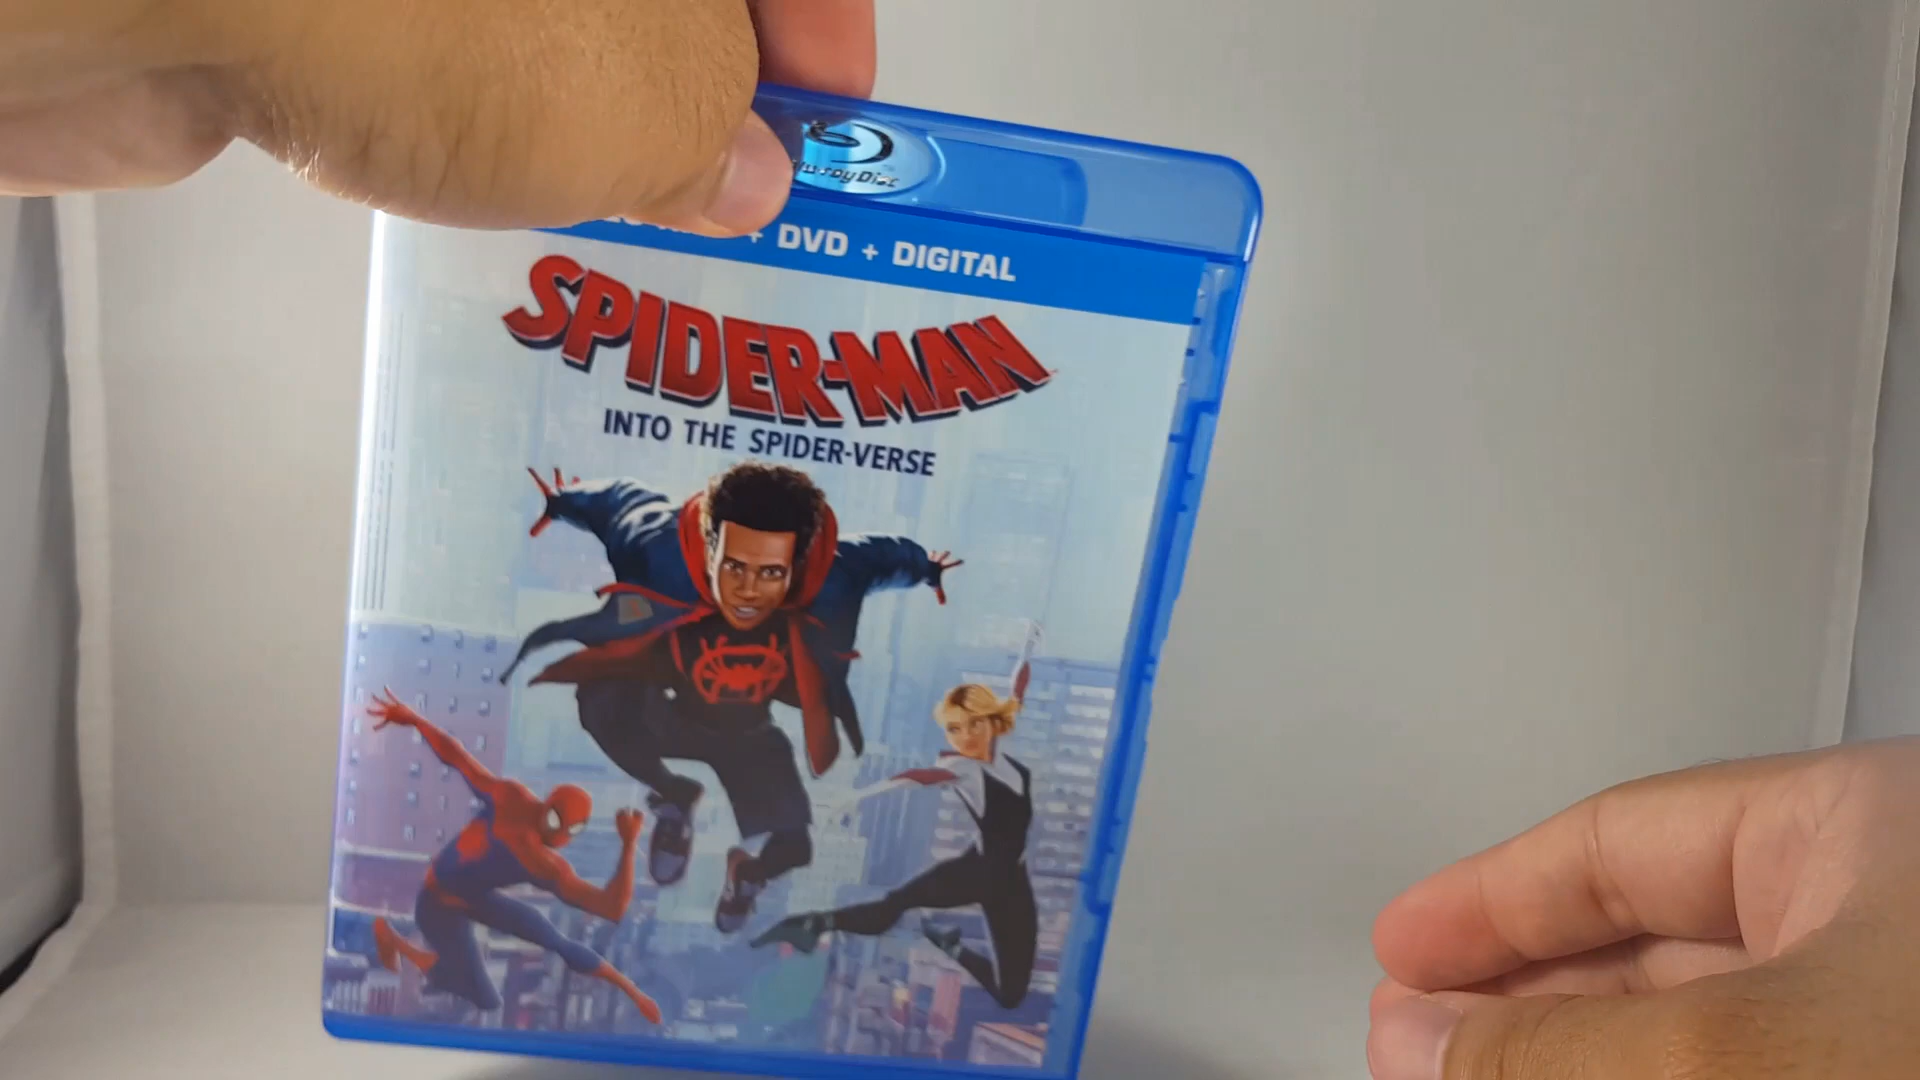 Blu-ray Disc
+ DVD + DIGITAL
SPIDER-MAN
INTO THE SPIDER-VERSE